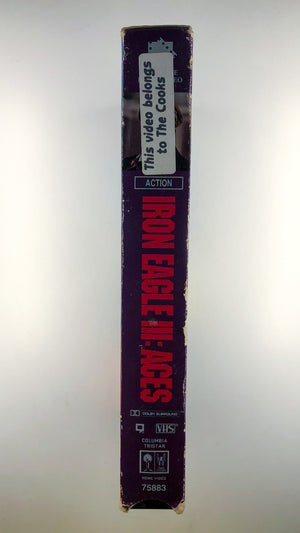 This video belongs
to The Cooks
ACTION
IRON EAGLE III: ACES
DOLBY SURROUND
VHS
COLUMBIA
TRISTAR
HOME VIDEO
75883